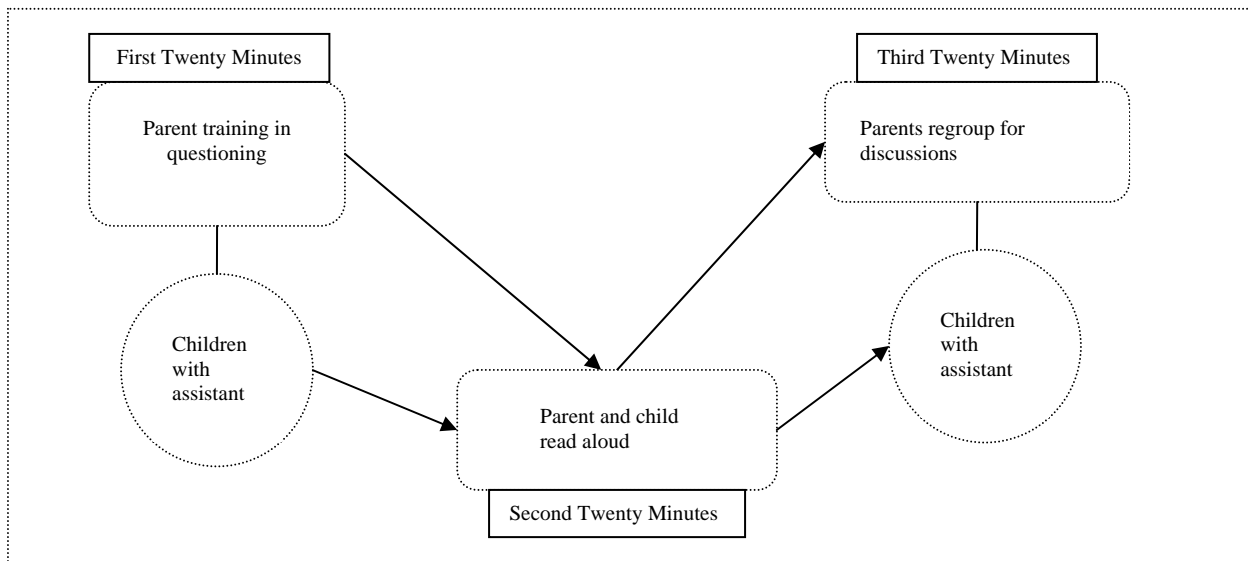 First Twenty Minutes
Parent training in
questioning
Children
with
assistant
Parent and child
read aloud
Second Twenty Minutes
Third Twenty Minutes
Parents regroup for
discussions
Children
with
assistant